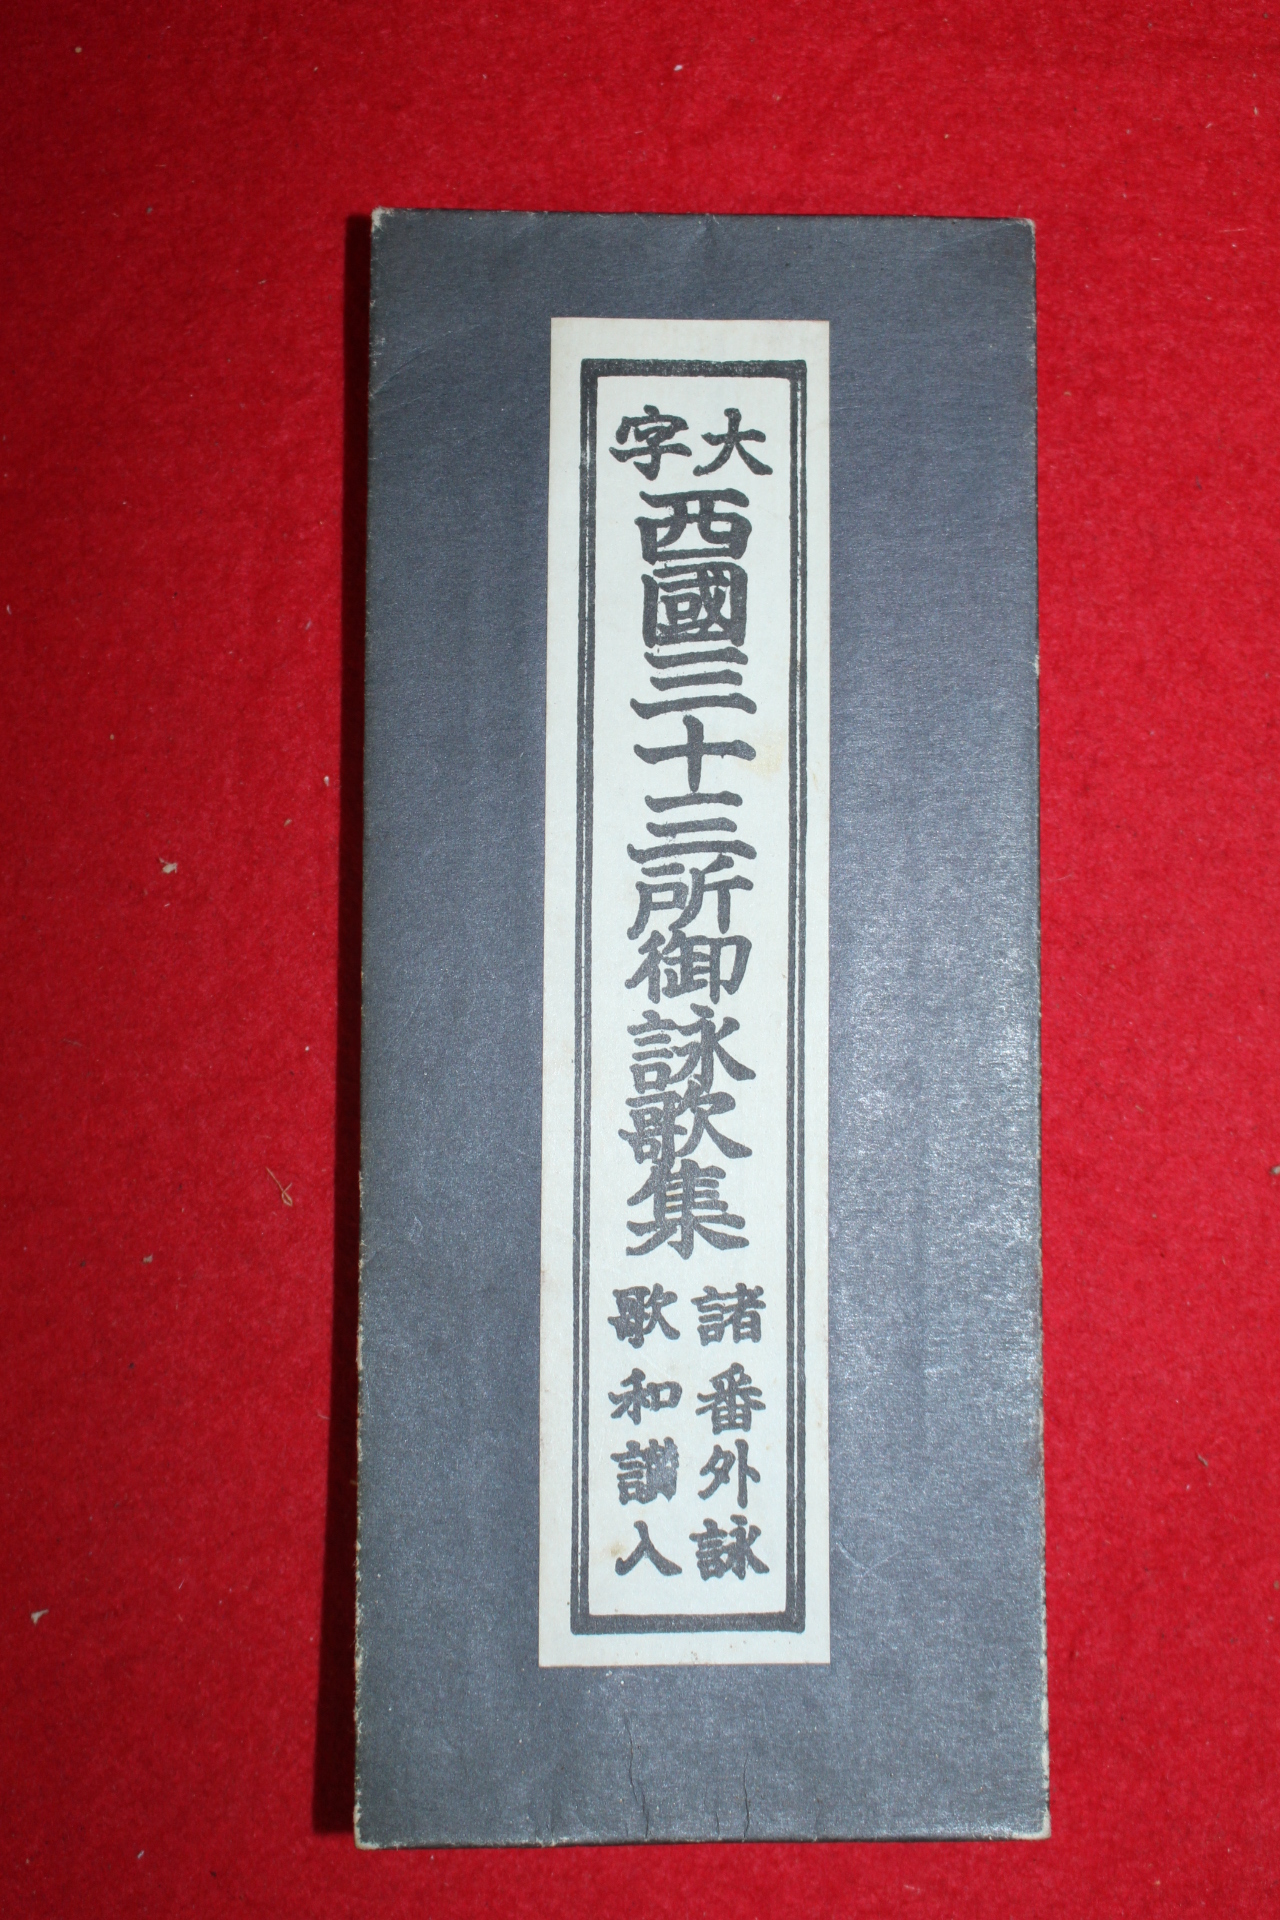 大字
西國三十三所御詠歌集
諸番外詠
歌和讃入